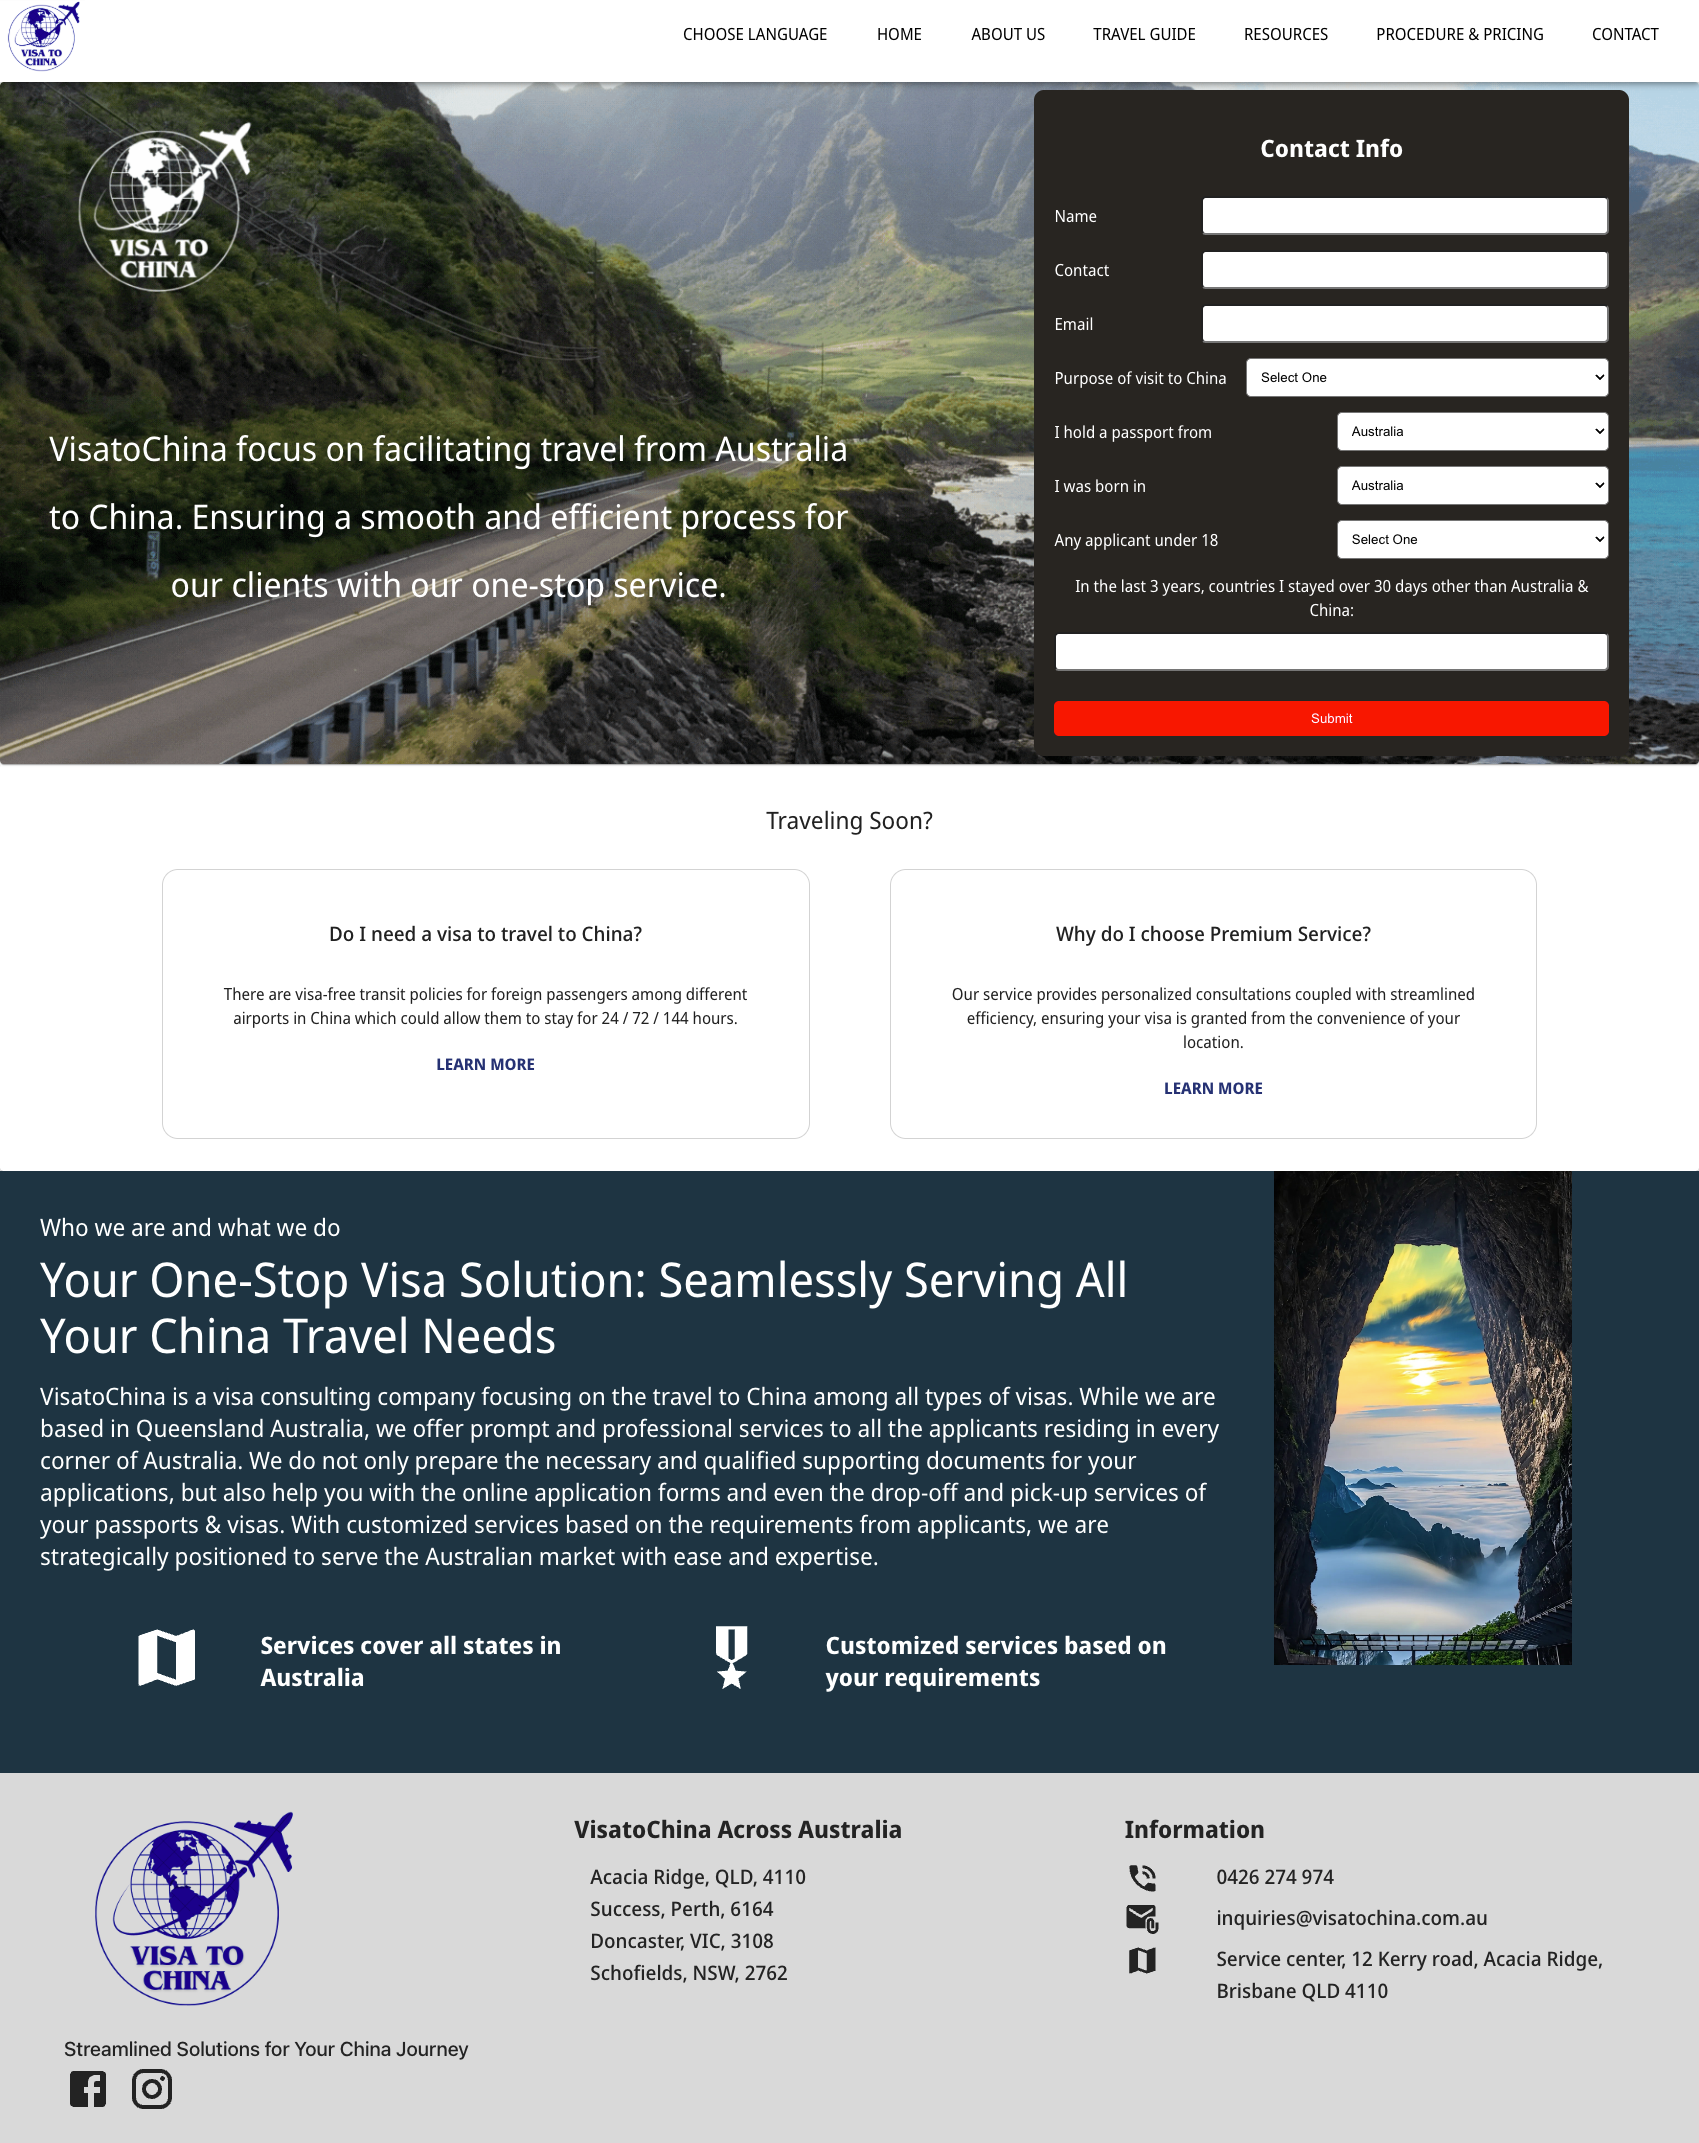 VISA TO
CHINA
CHOOSE LANGUAGE
HOME
ABOUT US
TRAVEL GUIDE
RESOURCES
PROCEDURE & PRICING
CONTACT
VISA TO
CHINA
VisatoChina focus on facilitating travel from Australia
to China. Ensuring a smooth and efficient process for
our clients with our one-stop service.
Contact Info
Name
Contact
Email
Purpose of visit to China
Select One
I hold a passport from
Australia
I was born in
Australia
Any applicant under 18
Select One
In the last 3 years, countries I stayed over 30 days other than Australia &
China:
Submit
Traveling Soon?
Do I need a visa to travel to China?
There are visa-free transit policies for foreign passengers among different
airports in China which could allow them to stay for 24 / 72 / 144 hours.
LEARN MORE
Why do I choose Premium Service?
Our service provides personalized consultations coupled with streamlined
efficiency, ensuring your visa is granted from the convenience of your
location.
LEARN MORE
Who we are and what we do
Your One-Stop Visa Solution: Seamlessly Serving All
Your China Travel Needs
VisatoChina is a visa consulting company focusing on the travel to China among all types of visas. While we are
based in Queensland Australia, we offer prompt and professional services to all the applicants residing in every
corner of Australia. We do not only prepare the necessary and qualified supporting documents for your
applications, but also help you with the online application forms and even the drop-off and pick-up services of
your passports & visas. With customized services based on the requirements from applicants, we are
strategically positioned to serve the Australian market with ease and expertise.
Services cover all states in
Australia
Customized services based on
your requirements
VISA TO
CHINA
Streamlined Solutions for Your China Journey
VisatoChina Across Australia
Acacia Ridge, QLD, 4110
Success, Perth, 6164
Doncaster, VIC, 3108
Schofields, NSW, 2762
Information
0426 274 974
inquiries@visatochina.com.au
Service center, 12 Kerry road, Acacia Ridge,
Brisbane QLD 4110